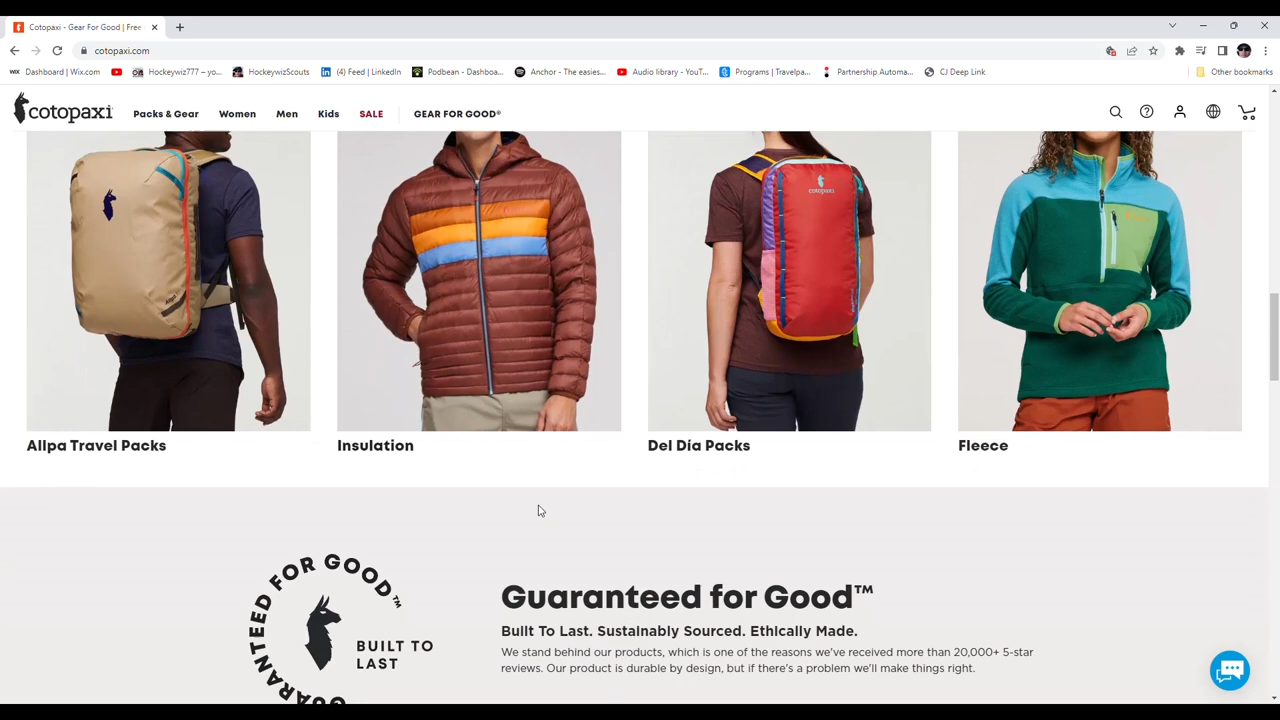 Cotopaxi - Gear For Good | Free
cotopaxi.com
WiX Dashboard | Wix.com
Hockeywiz777 – yo...
HockeywizScouts
(4) Feed | LinkedIn
Podbean - Dashboa...
Anchor - The easies...
Audio library - YouT...
Programs | Travelpa...
Partnership Automa...
CJ Deep Link
Other bookmarks
cotopaxi
Packs & Gear
Women
Men
Kids
SALE
GEAR FOR GOOD®
Allpa
cotopaxi
Allpa Travel Packs
Insulation
Del Día Packs
Fleece
GUARANTEED FOR GOOD™
BUILT TO
LAST
Guaranteed for Good™
Built To Last. Sustainably Sourced. Ethically Made.
We stand behind our products, which is one of the reasons we've received more than 20,000+ 5-star
reviews. Our product is durable by design, but if there's a problem we'll make things right.